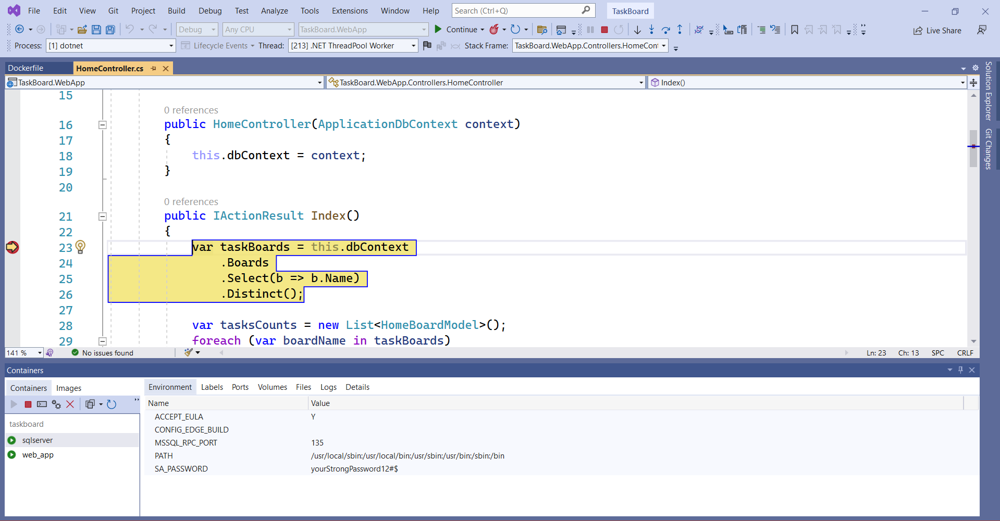 File Edit View Git Project Build Debug Test Analyze Tools Extensions Window Help Search (Ctrl+Q) TaskBoard
Debug Any CPU TaskBoard.WebApp Continue Live Share
Process: [1] dotnet Lifecycle Events Thread: [213] .NET ThreadPool Worker Stack Frame: TaskBoard.WebApp.Controllers.HomeCont
Dockerfile HomeController.cs
TaskBoard.WebApp TaskBoard.WebApp.Controllers.HomeController Index()
Solution Explorer
Git Changes
15
0 references
16 public HomeController(ApplicationDbContext context)
17 {
18 this.dbContext = context;
19 }
20
0 references
21 public IActionResult Index()
22 {
23 var taskBoards = this.dbContext
24 .Boards
25 .Select(b => b.Name)
26 .Distinct();
27
28 var tasksCounts = new List<HomeBoardModel>();
29 foreach (var boardName in taskBoards)
141 % No issues found Ln: 23 Ch: 13 SPC CRLF
Containers
Containers Images
Environment Labels Ports Volumes Files Logs Details
Name Value
taskboard
sqlserver
web_app
ACCEPT_EULA Y
CONFIG_EDGE_BUILD
MSSQL_RPC_PORT 135
PATH /usr/local/sbin:/usr/local/bin:/usr/sbin:/usr/bin:/sbin:/bin
SA_PASSWORD yourStrongPassword12#$